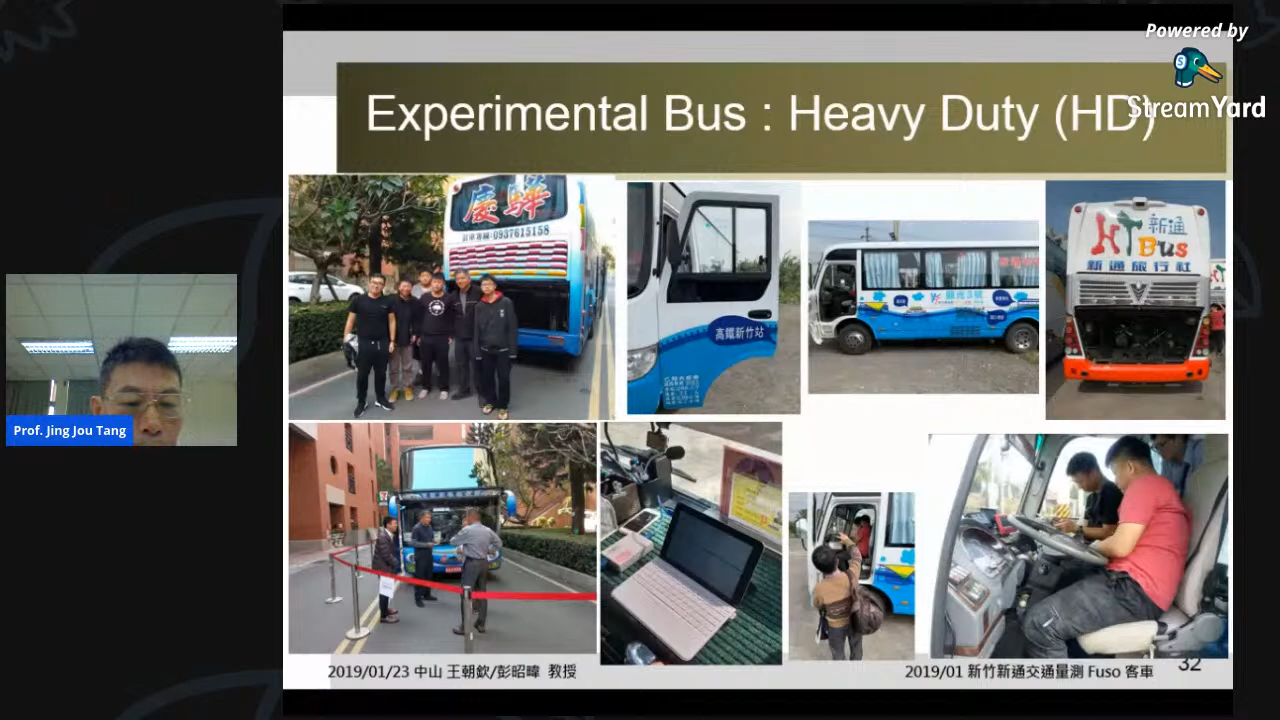 Powered by
StreamYard
Experimental Bus : Heavy Duty (HD)
慶驊
0937615158
高鐵新竹站
HT新通
Bus
新通旅行社
Prof. Jing Jou Tang
2019/01/23 中山 王朝欽/彭昭暐 教授
2019/01 新竹新通交通量測 Fuso 客車
32